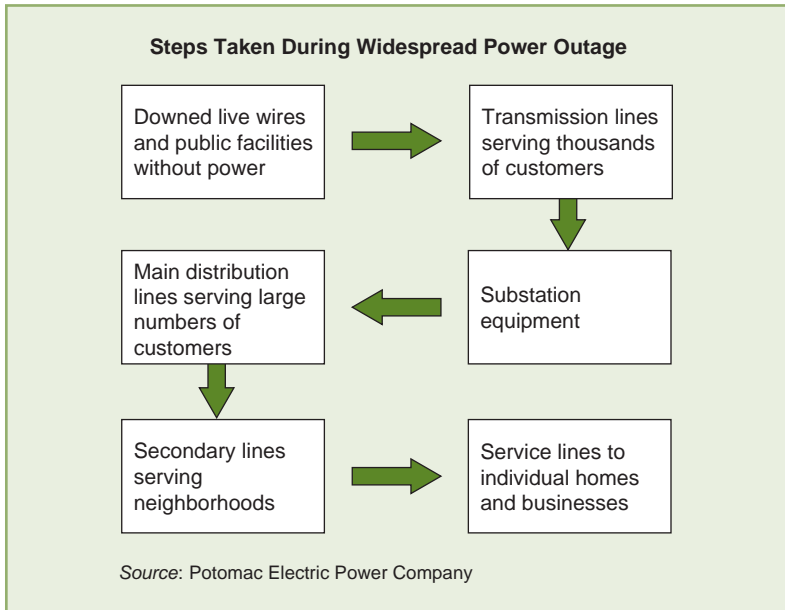 Steps Taken During Widespread Power Outage
Downed live wires
and public facilities
without power
Transmission lines
serving thousands
of customers
Substation
equipment
Main distribution
lines serving large
numbers of
customers
Secondary lines
serving
neighborhoods
Service lines to
individual homes
and businesses
Source: Potomac Electric Power Company